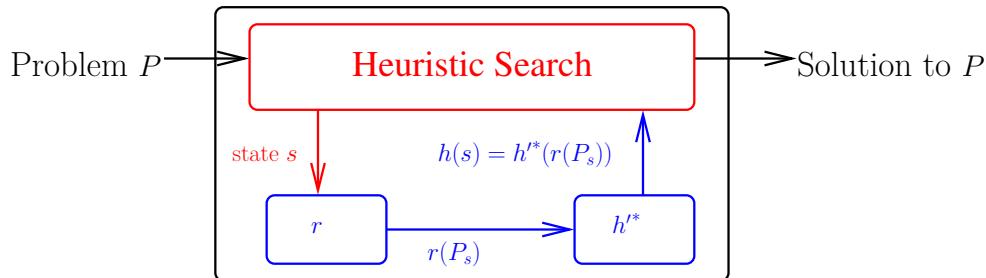 Problem P
Heuristic Search
Solution to P
state s
h(s) = h′*(r(P_s))
r
r(P_s)
h′*